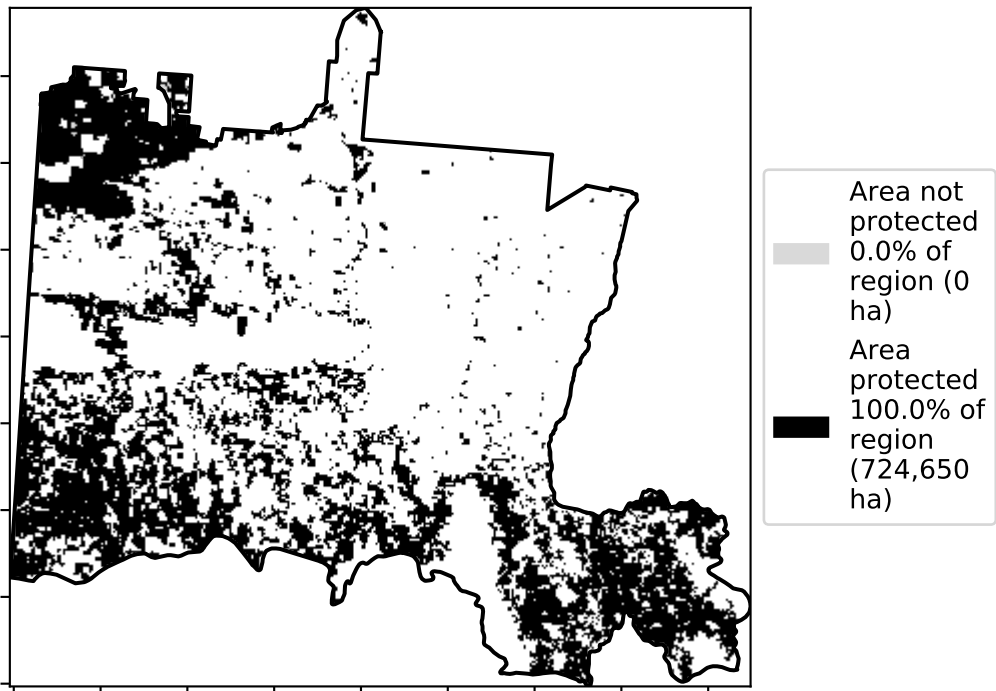 Area not
protected
0.0% of
region (0
ha)
Area
protected
100.0% of
region
(724,650
ha)